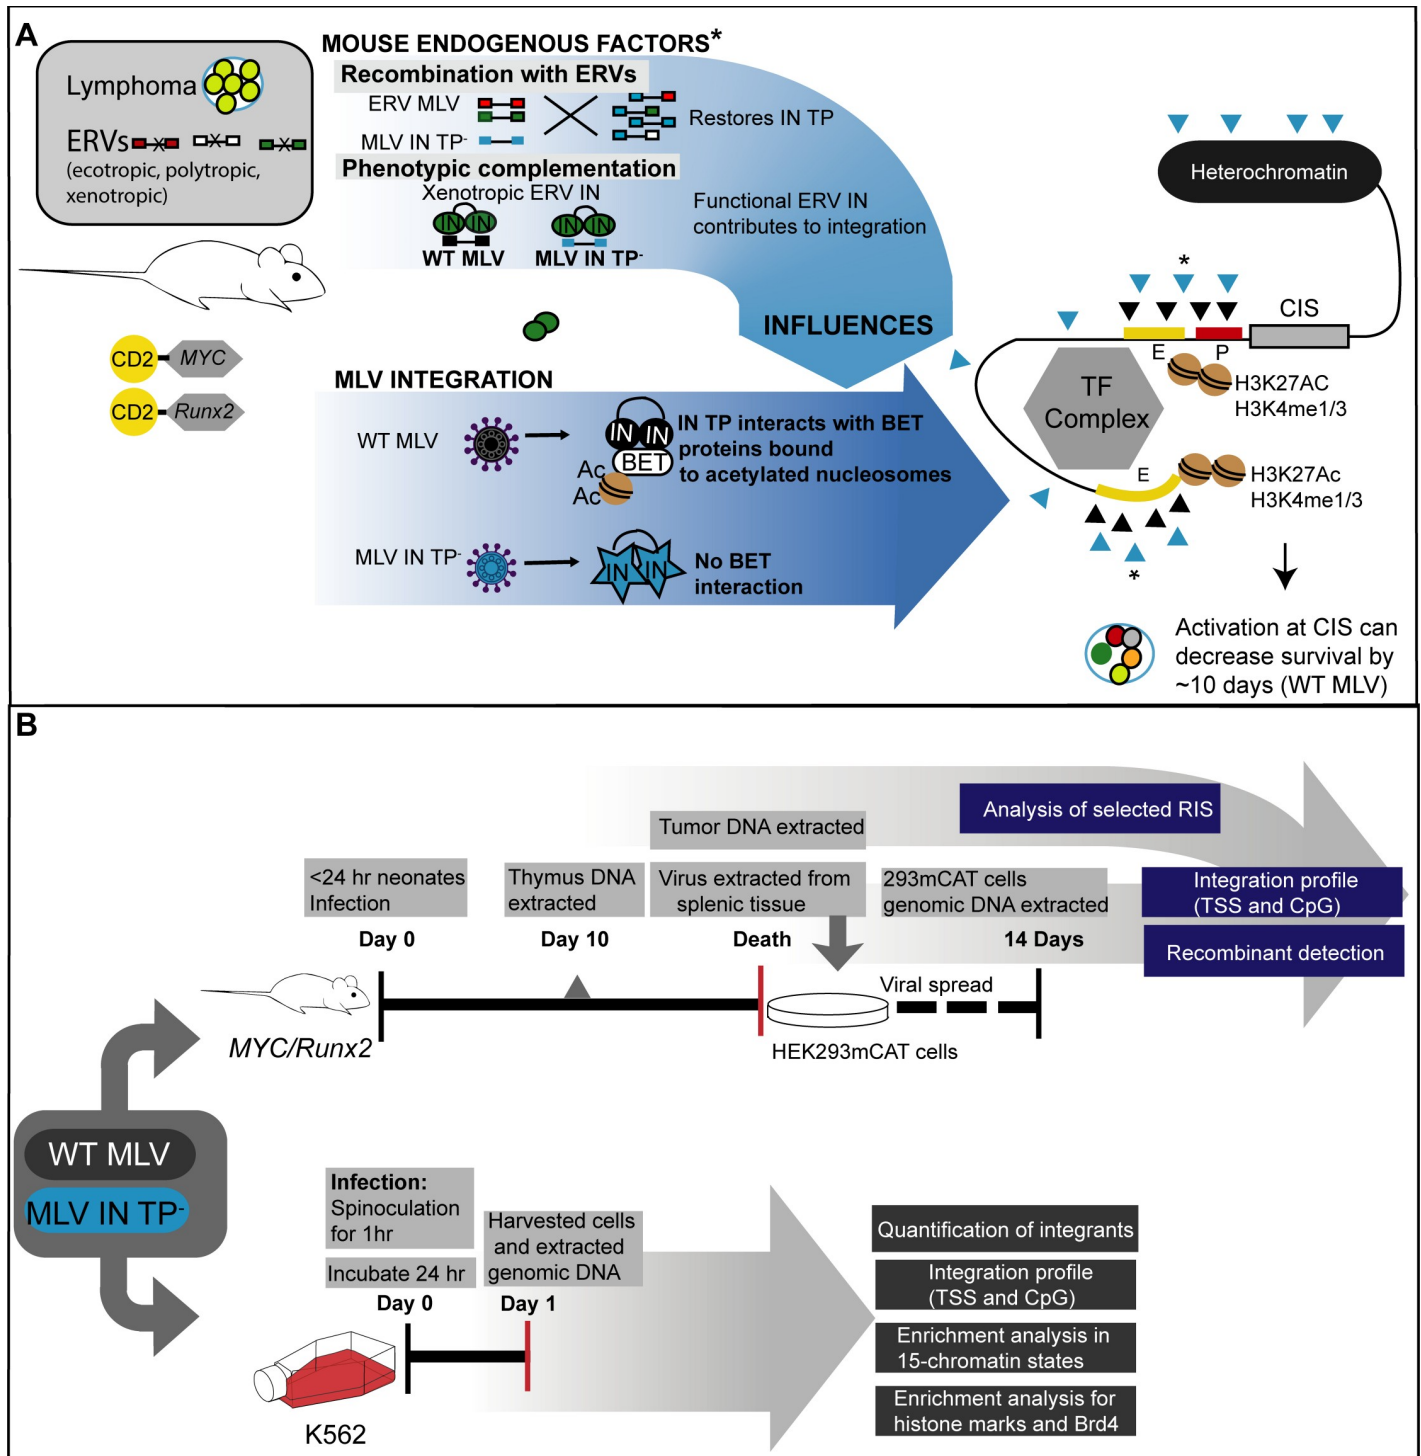 A
Lymphoma
ERVs
(ecotropic, polytropic,
xenotropic)
CD2 MYC
CD2 Runx2
MOUSE ENDOGENOUS FACTORS*
Recombination with ERVs
ERV MLV
MLV IN TP-
Restores IN TP
Phenotypic complementation
Xenotropic ERV IN
IN IN
IN IN
WT MLV
MLV IN TP-
Functional ERV IN
contributes to integration
INFLUENCES
MLV INTEGRATION
WT MLV
IN IN
BET
Ac
Ac
IN TP interacts with BET
proteins bound
to acetylated nucleosomes
MLV IN TP-
IN IN
No BET
interaction
Heterochromatin
*
CIS
E
P
TF
Complex
H3K27AC
H3K4me1/3
E
H3K27Ac
H3K4me1/3
*
Activation at CIS can
decrease survival by
~10 days (WT MLV)
B
WT MLV
MLV IN TP-
<24 hr neonates
Infection
Day 0
Thymus DNA
extracted
Day 10
Tumor DNA extracted
Virus extracted from
splenic tissue
Death
293mCAT cells
genomic DNA extracted
14 Days
Viral spread
HEK293mCAT cells
MYC/Runx2
Analysis of selected RIS
Integration profile
(TSS and CpG)
Recombinant detection
Infection:
Spinoculation
for 1hr
Incubate 24 hr
Day 0
Harvested cells
and extracted
genomic DNA
Day 1
K562
Quantification of integrants
Integration profile
(TSS and CpG)
Enrichment analysis in
15-chromatin states
Enrichment analysis for
histone marks and Brd4